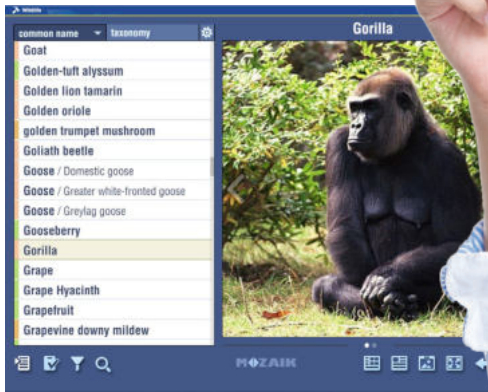 Wildlife
common name
taxonomy
Gorilla
Goat
Golden-tuft alyssum
Golden lion tamarin
Golden oriole
golden trumpet mushroom
Goliath beetle
Goose / Domestic goose
Goose / Greater white-fronted goose
Goose / Greylag goose
Gooseberry
Gorilla
Grape
Grape Hyacinth
Grapefruit
Grapevine downy mildew
MOZAIK